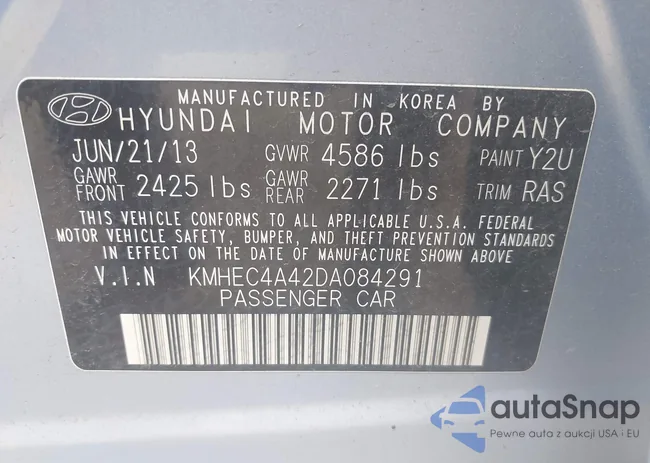 MANUFACTURED IN KOREA BY
HYUNDAI MOTOR COMPANY
JUN/21/13 GVWR 4586 lbs PAINT Y2U
GAWR FRONT 2425 lbs GAWR REAR 2271 lbs TRIM RAS
THIS VEHICLE CONFORMS TO ALL APPLICABLE U.S.A. FEDERAL
MOTOR VEHICLE SAFETY, BUMPER, AND THEFT PREVENTION STANDARDS
IN EFFECT ON THE DATE OF MANUFACTURE SHOWN ABOVE
V.I.N KMHEC4A42DA084291
PASSENGER CAR
autoSnap
Pewne auta z aukcji USA i EU